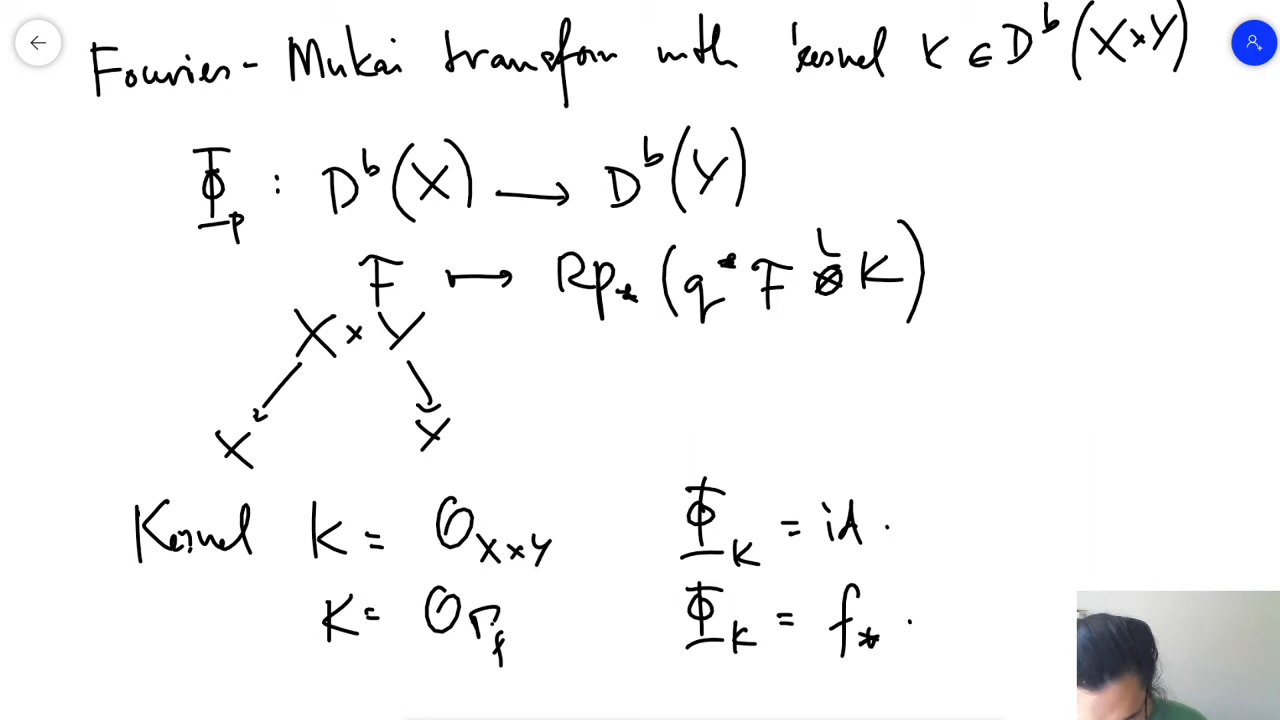 Fourier-Mukai transform with kernel K ∈ D^b(X×Y)
Φ_P : D^b(X) ⟶ D^b(Y)
F ⟼ Rp_*(q^*F ⊗^L K)
X × Y
X Y
Kernel K = O_{X×Y} Φ_K = id.
K = O_{Γ_f} Φ_K = f_*.